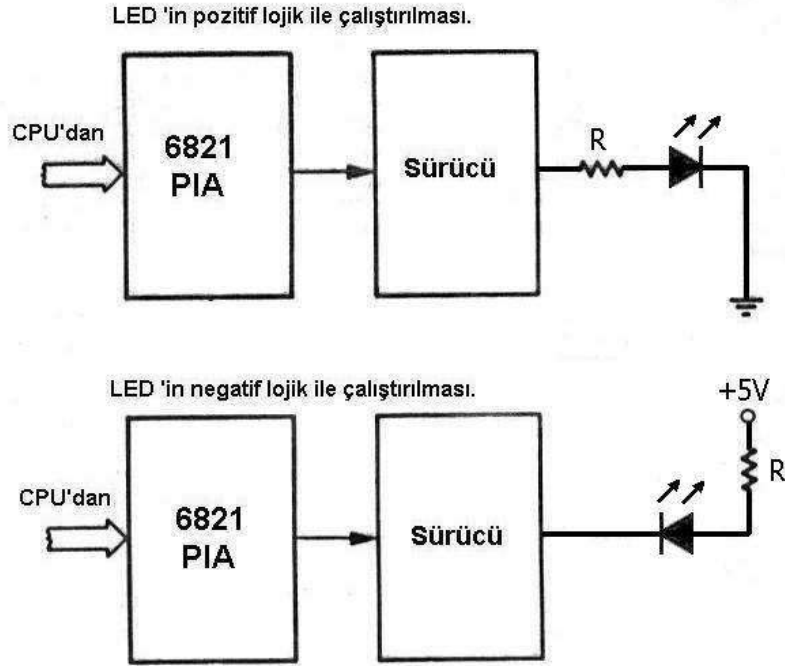 LED 'in pozitif lojik ile çalıştırılması.
CPU'dan
6821
PIA
Sürücü
R
LED 'in negatif lojik ile çalıştırılması.
+5V
CPU'dan
6821
PIA
Sürücü
R